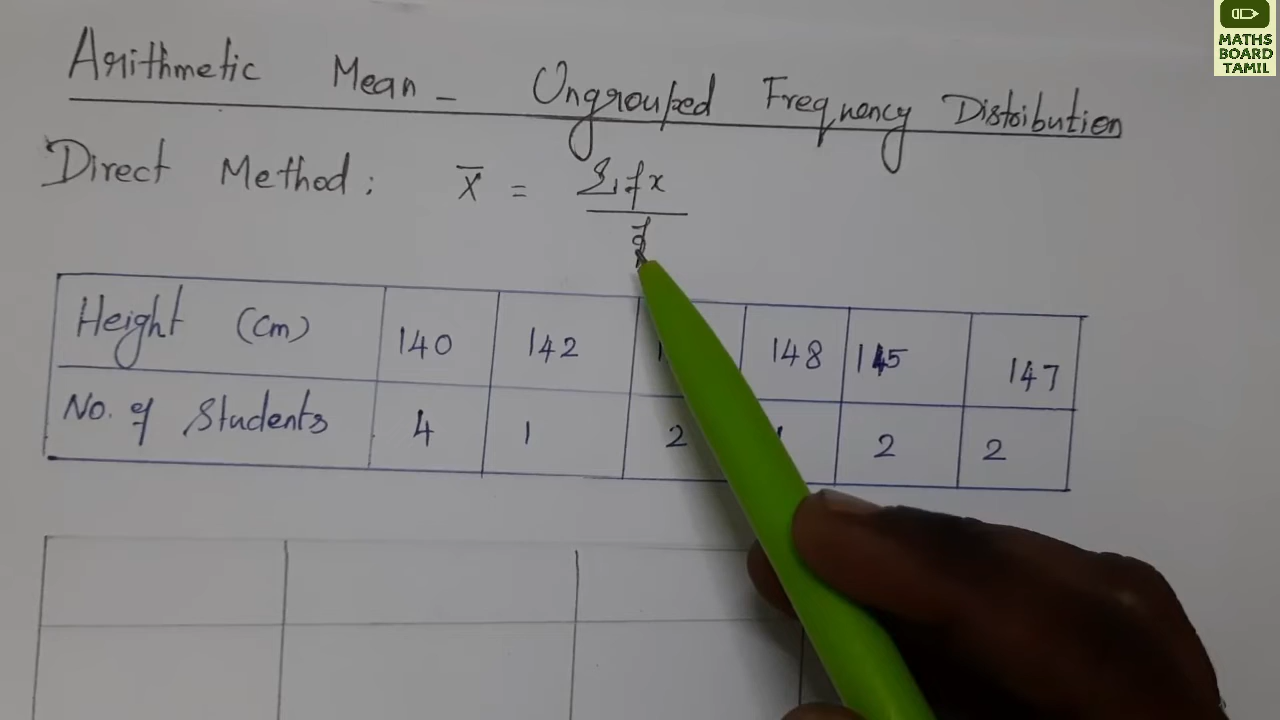 MATHS
BOARD
TAMIL
Arithmetic Mean - Ungrouped Frequency Distribution
Direct Method : X̄ = Σfx
Height (cm) 140 142 148 145 147
No. of Students 4 1 2 2 2